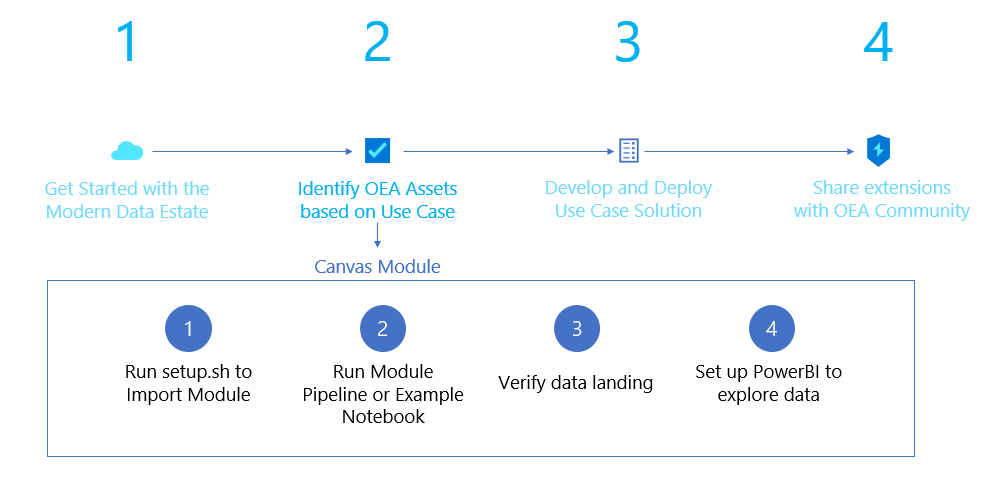 1
2
3
4
Get Started with the
Modern Data Estate
Identify OEA Assets
based on Use Case
Develop and Deploy
Use Case Solution
Share extensions
with OEA Community
Canvas Module
1
Run setup.sh to
Import Module
2
Run Module
Pipeline or Example
Notebook
3
Verify data landing
4
Set up PowerBI to
explore data